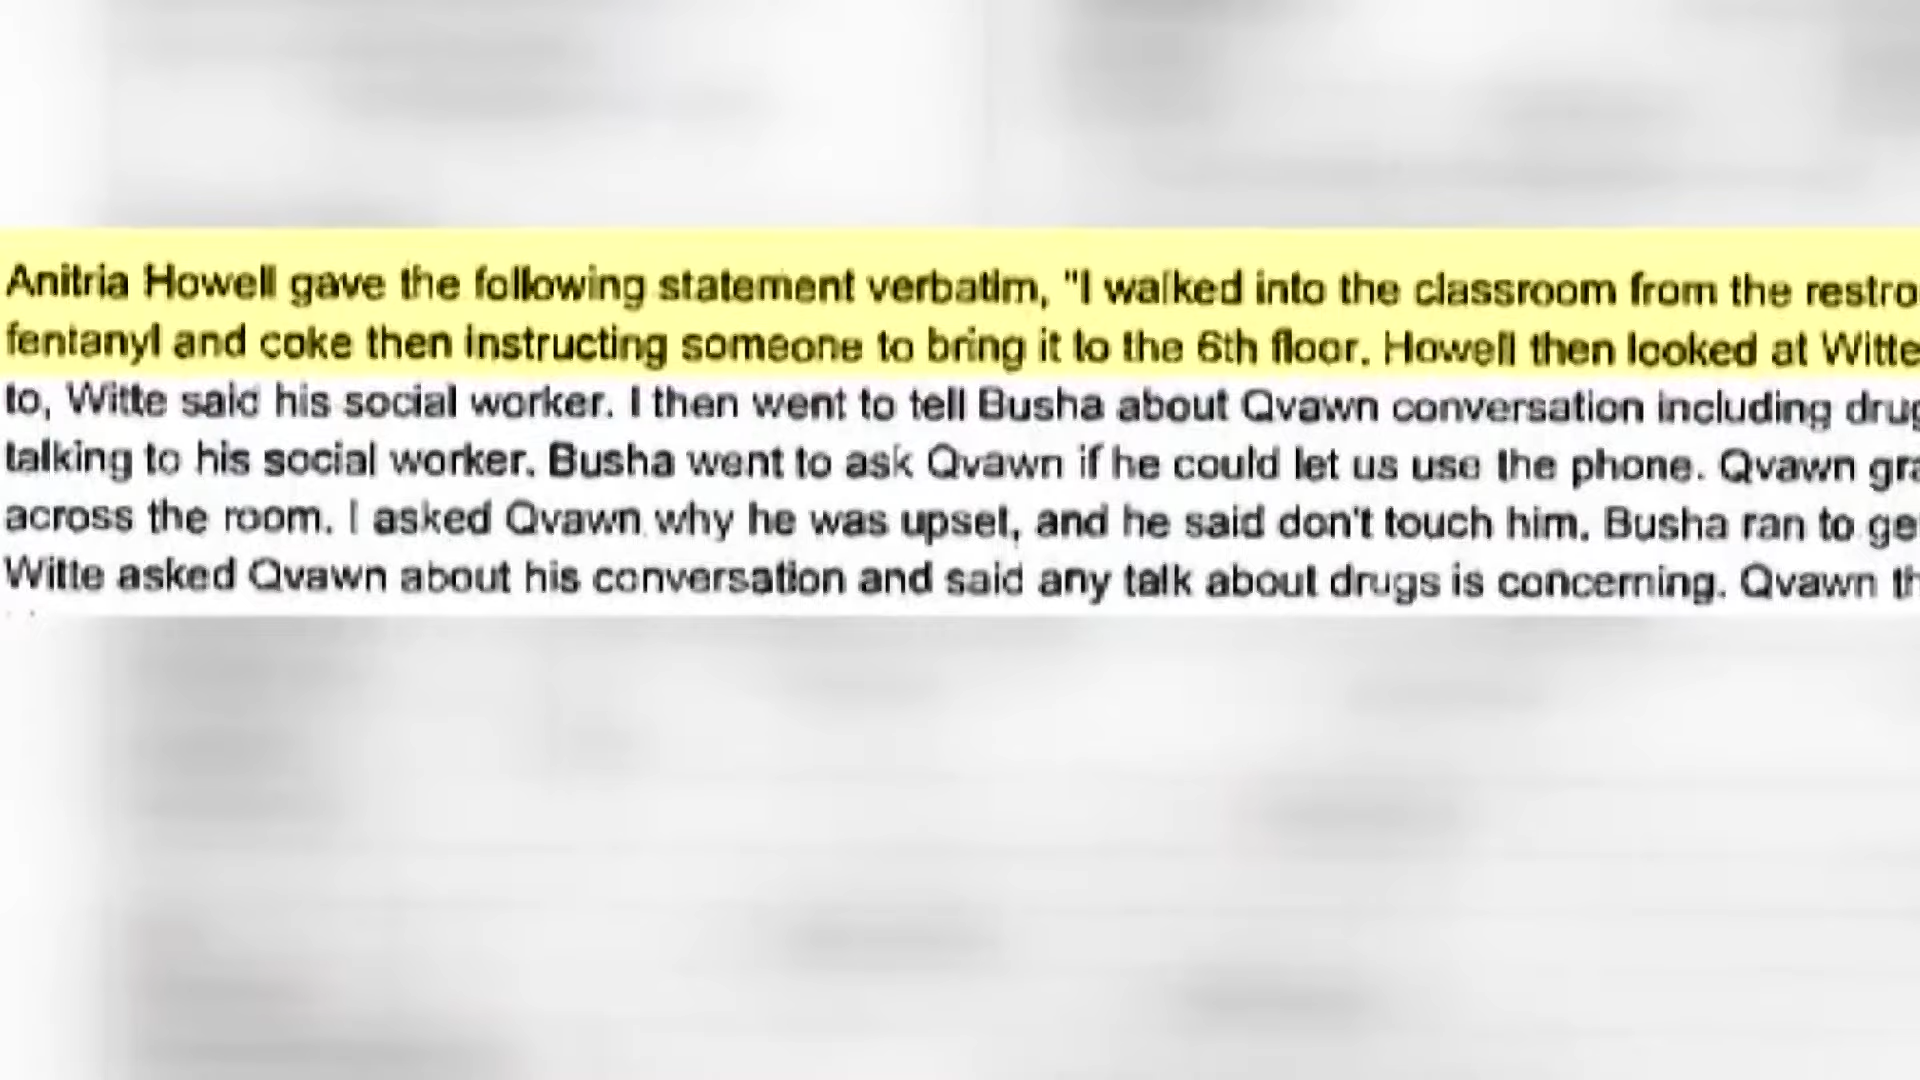 Anitria Howell gave the following statement verbatim, "I walked into the classroom from the restro
fentanyl and coke then instructing someone to bring it to the 6th floor. Howell then looked at Witte
to, Witte said his social worker. I then went to tell Busha about Qvawn conversation including drug
talking to his social worker. Busha went to ask Qvawn if he could let us use the phone. Qvawn gra
across the room. I asked Qvawn why he was upset, and he said don't touch him. Busha ran to ge
Witte asked Qvawn about his conversation and said any talk about drugs is concerning. Qvawn th